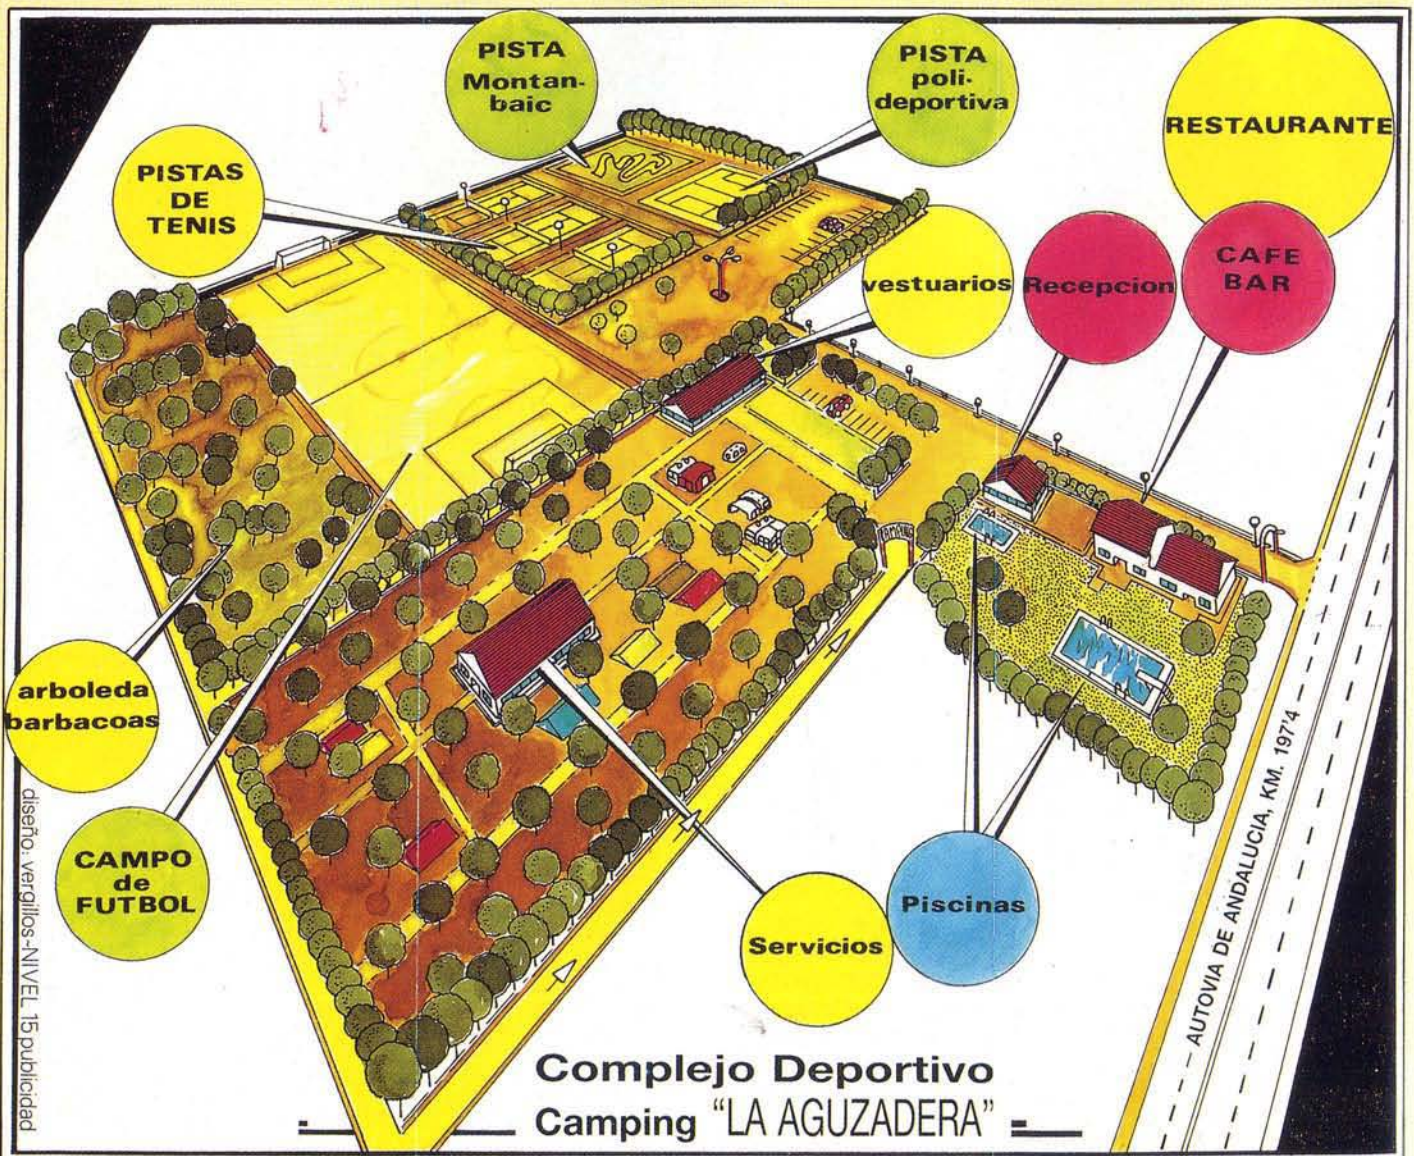 PISTA
Montan-
baic
PISTA
poli-
deportiva
RESTAURANTE
PISTAS
DE
TENIS
vestuarios
Recepcion
CAFE
BAR
CAMPING
arboleda
barbacoas
CAMPO
de
FUTBOL
Servicios
Piscinas
AUTOVIA DE ANDALUCIA, KM. 197'4
diseño: vergillos-NIVEL 15 publicidad
Complejo Deportivo
Camping "LA AGUZADERA"